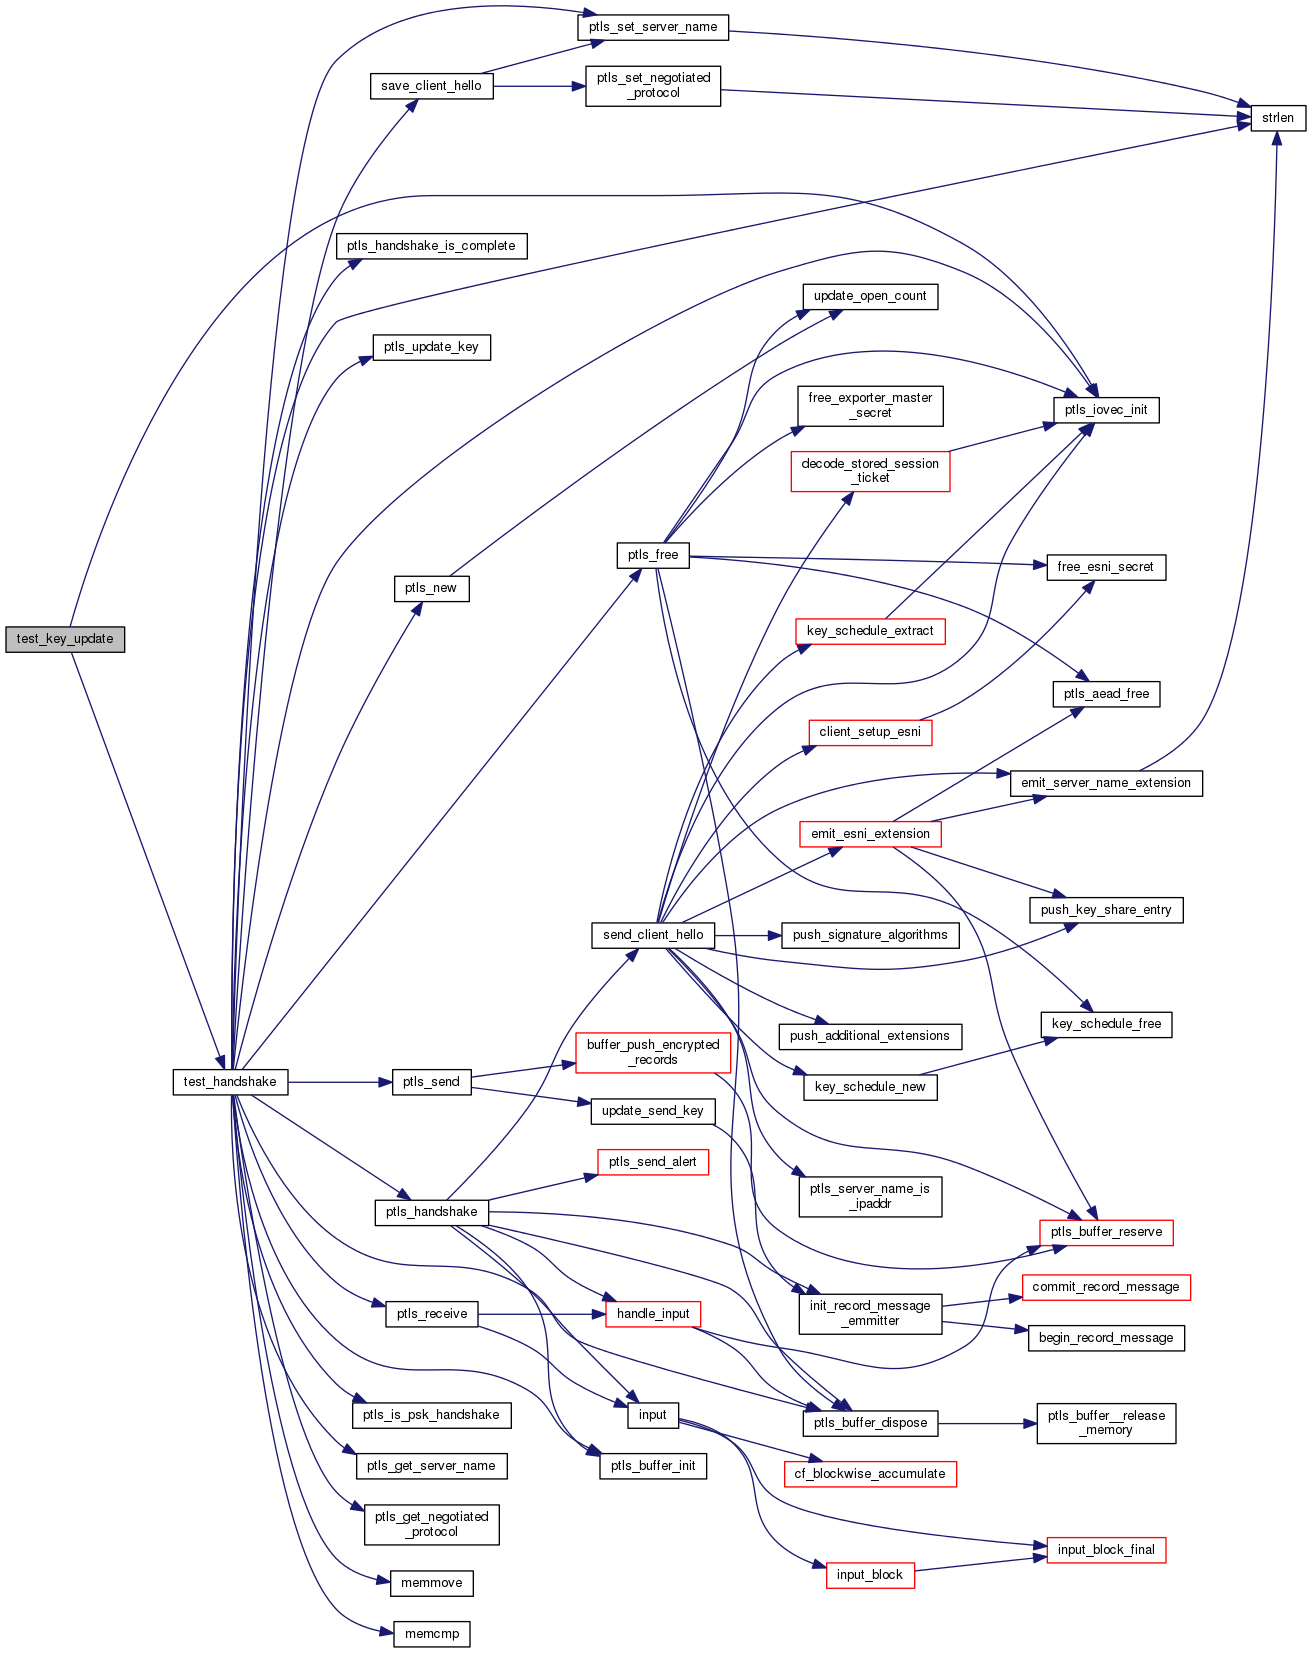 ptls_set_server_name
save_client_hello
ptls_set_negotiated
_protocol
strlen
ptls_handshake_is_complete
update_open_count
ptls_update_key
free_exporter_master
_secret
ptls_iovec_init
decode_stored_session
_ticket
ptls_free
free_esni_secret
ptls_new
key_schedule_extract
test_key_update
ptls_aead_free
client_setup_esni
emit_server_name_extension
emit_esni_extension
push_key_share_entry
send_client_hello
push_signature_algorithms
key_schedule_free
push_additional_extensions
buffer_push_encrypted
_records
test_handshake
ptls_send
key_schedule_new
update_send_key
ptls_send_alert
ptls_server_name_is
_ipaddr
ptls_handshake
ptls_buffer_reserve
commit_record_message
init_record_message
_emmitter
ptls_receive
handle_input
begin_record_message
ptls_is_psk_handshake
input
ptls_buffer_dispose
ptls_buffer__release
_memory
ptls_get_server_name
ptls_buffer_init
cf_blockwise_accumulate
ptls_get_negotiated
_protocol
input_block_final
input_block
memmove
memcmp